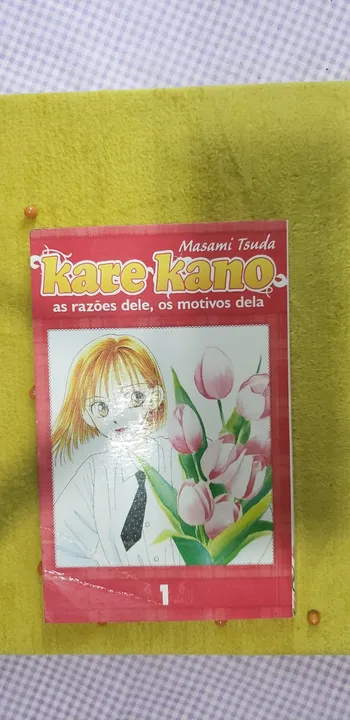 Masami Tsuda
Kare Kano
as razões dele, os motivos dela
1